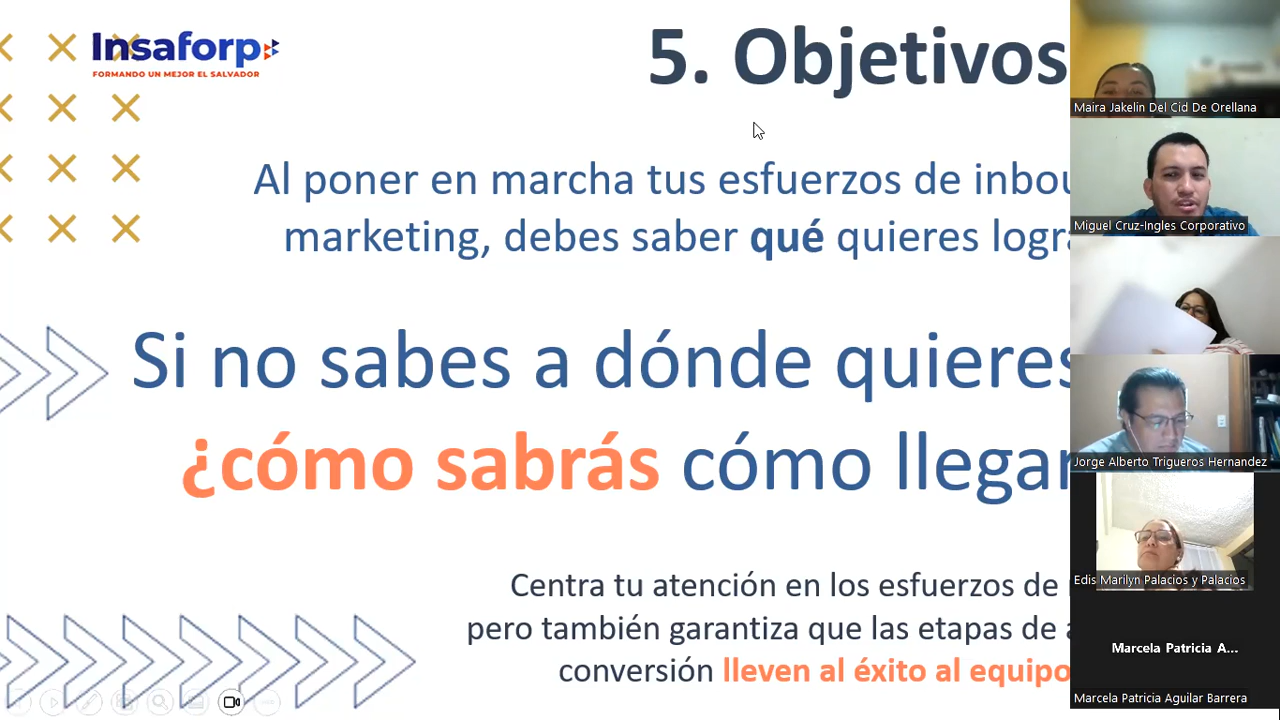 Insaforp
FORMANDO UN MEJOR EL SALVADOR
5. Objetivos
Al poner en marcha tus esfuerzos de inbou
marketing, debes saber qué quieres logra
Si no sabes a dónde quieres
¿cómo sabrás cómo llegar
Centra tu atención en los esfuerzos de
pero también garantiza que las etapas de a
conversión lleven al éxito al equipo
Maira Jakelin Del Cid De Orellana
Miguel Cruz-Ingles Corporativo
Jorge Alberto Trigueros Hernandez
Edis Marilyn Palacios y Palacios
Marcela Patricia A...
Marcela Patricia Aguilar Barrera